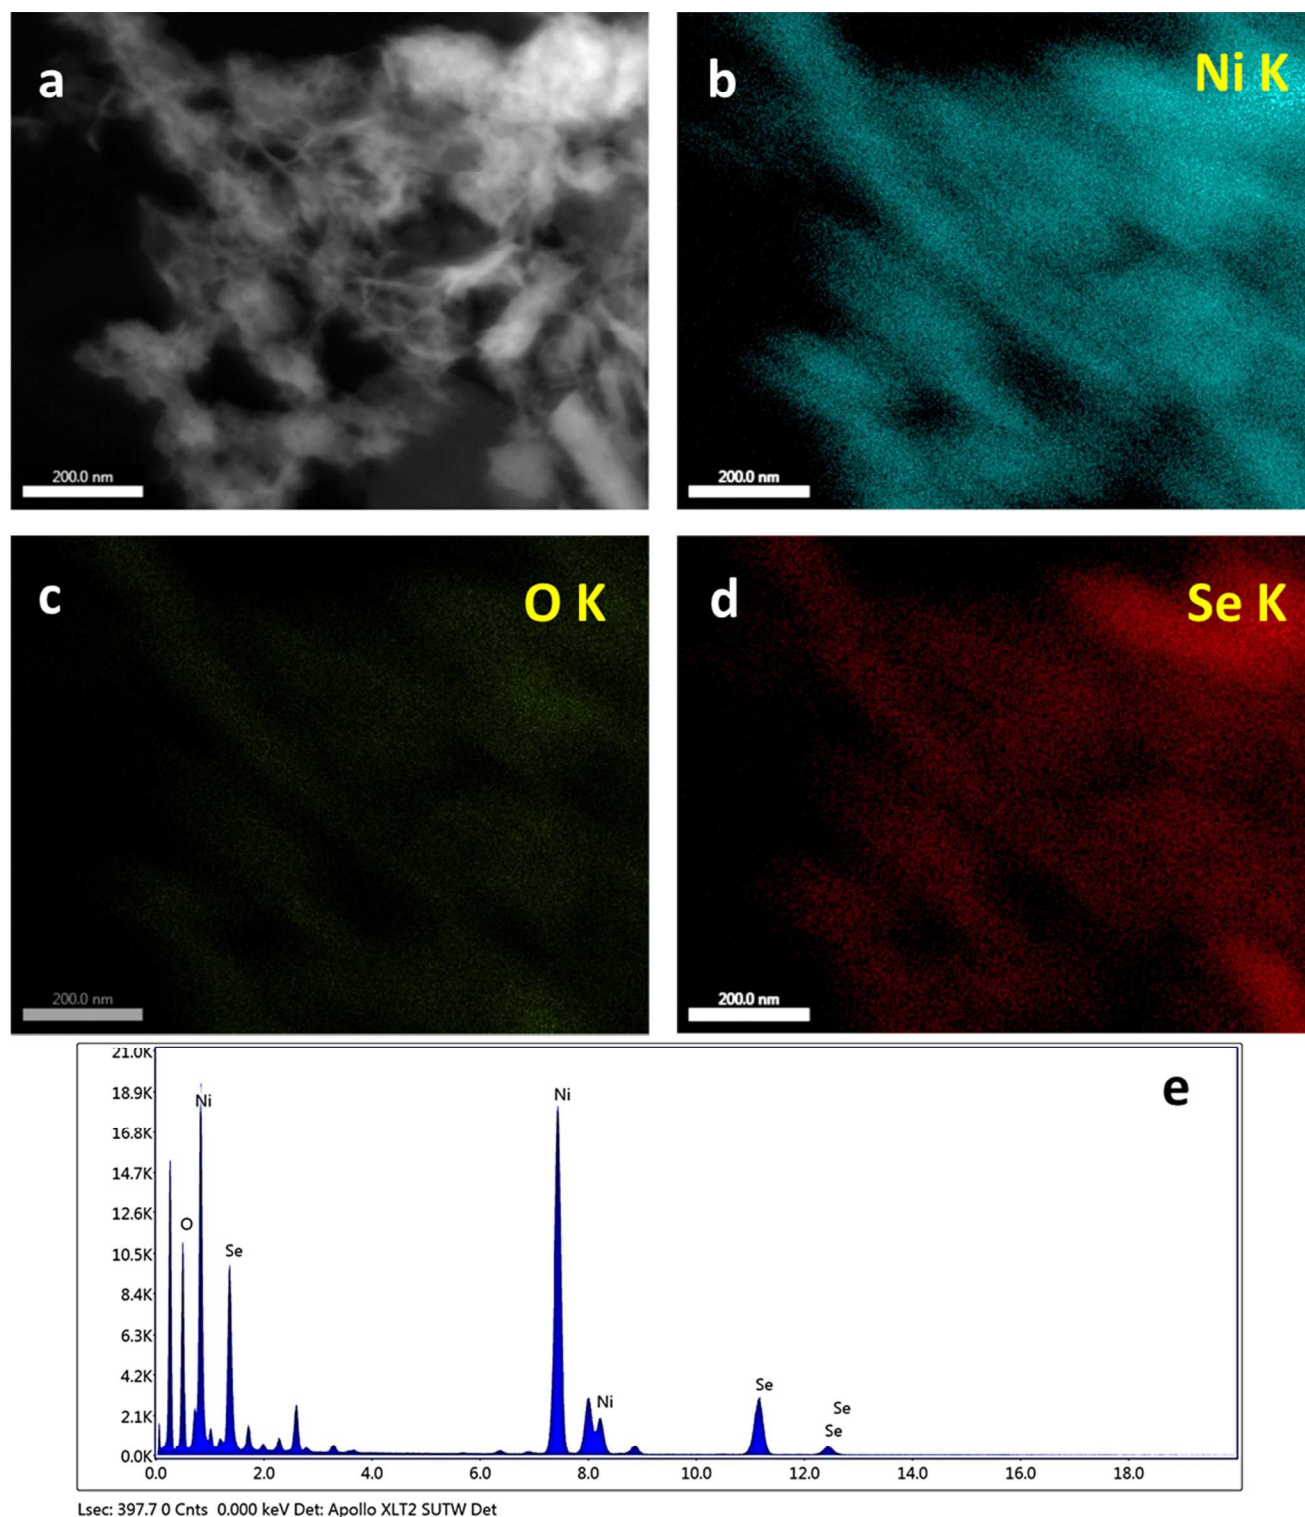 a
200.0 nm
b
Ni K
200.0 nm
c
O K
200.0 nm
d
Se K
200.0 nm
e
21.0K
18.9K
16.8K
14.7K
12.6K
10.5K
8.4K
6.3K
4.2K
2.1K
0.0K
Ni
O
Se
Ni
Ni
Se
Se
Se
0.0 2.0 4.0 6.0 8.0 10.0 12.0 14.0 16.0 18.0
Lsec: 397.7 0 Cnts 0.000 keV Det: Apollo XLT2 SUTW Det